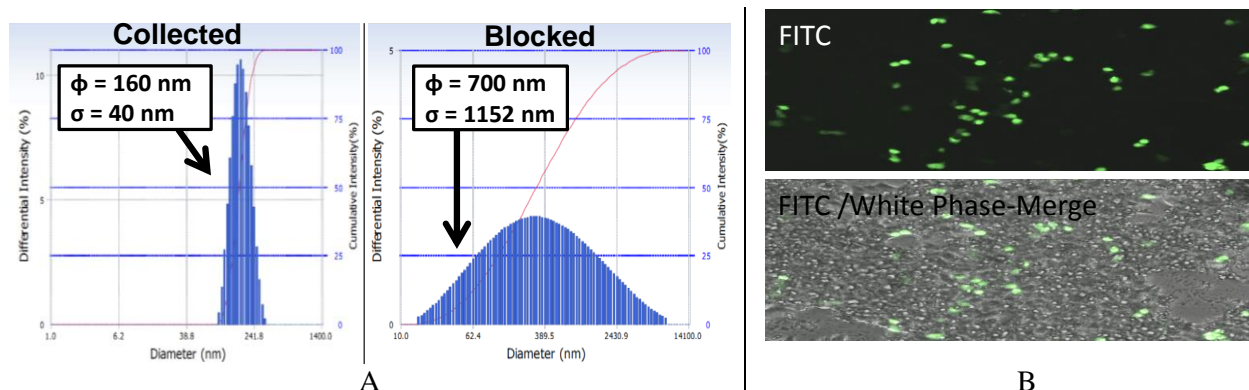 Collected
ϕ = 160 nm
σ = 40 nm
Differential Intensity (%)
10
5
0
Cumulative Intensity(%)
100
75
50
25
0
1.0 6.2 38.8 241.8 1400.0
Diameter (nm)
Blocked
ϕ = 700 nm
σ = 1152 nm
Differential Intensity (%)
5
0
Cumulative Intensity(%)
100
75
50
25
0
10.0 62.4 389.5 2430.9 14100.0
Diameter (nm)
A
FITC
FITC /White Phase-Merge
B